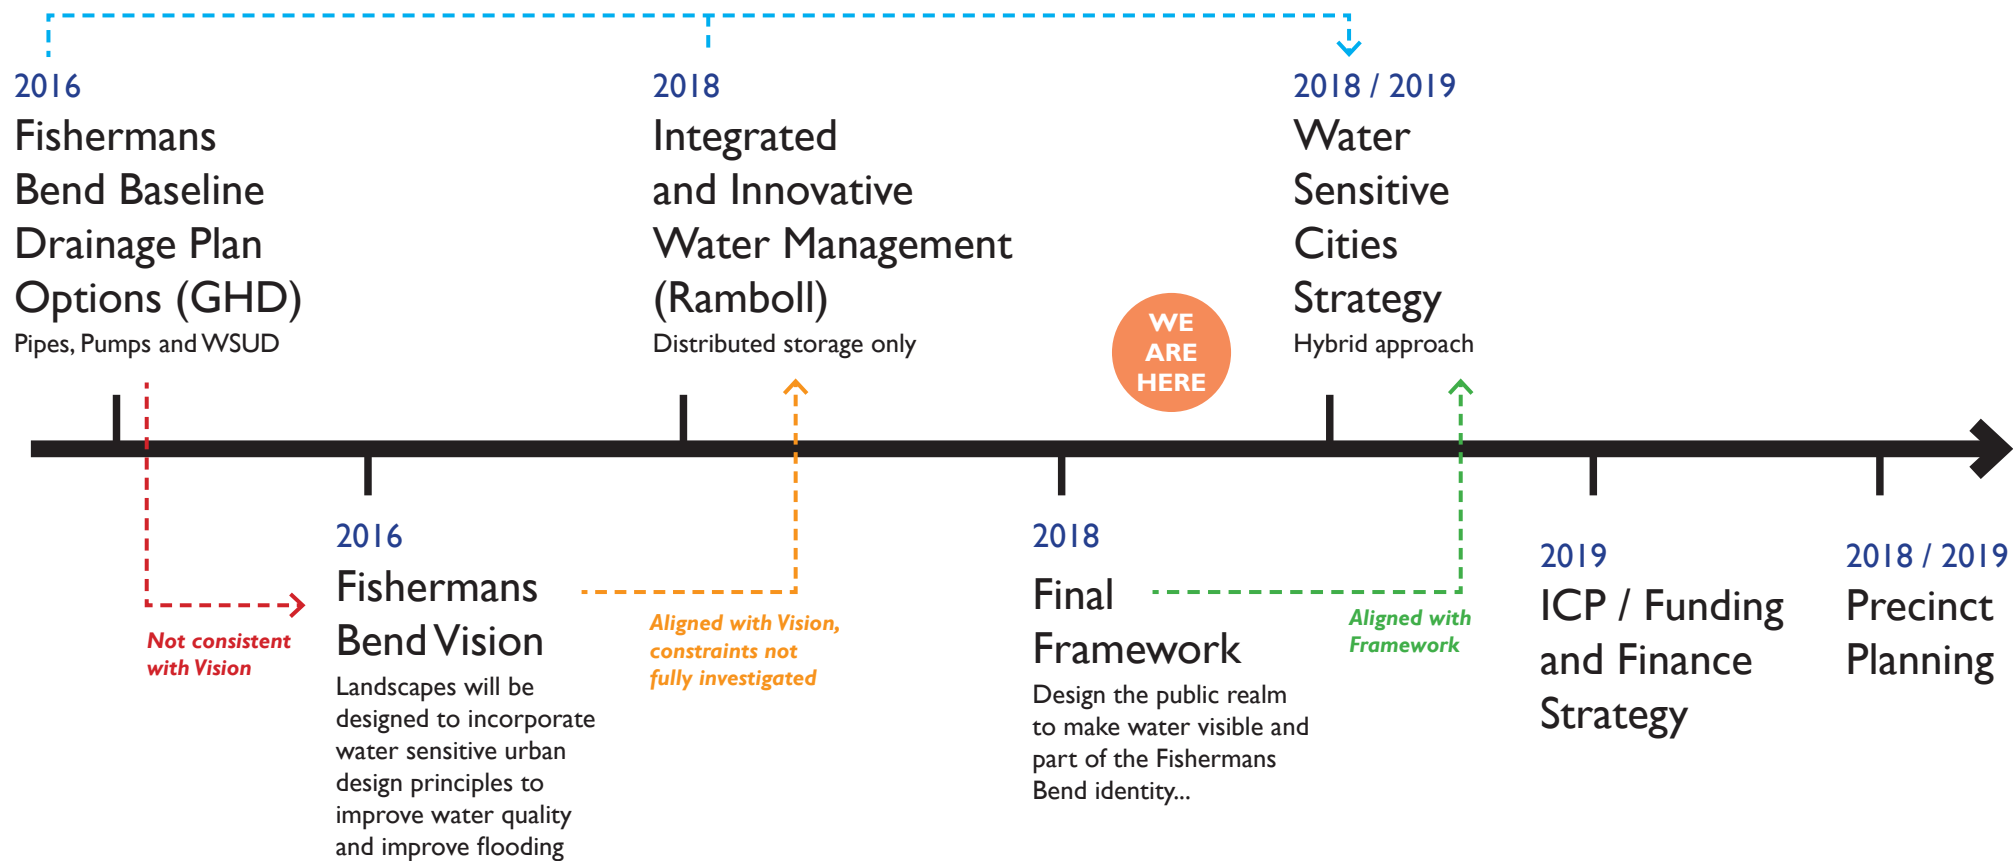 2016
Fishermans
Bend Baseline
Drainage Plan
Options (GHD)
Pipes, Pumps and WSUD
2018
Integrated
and Innovative
Water Management
(Ramboll)
Distributed storage only
WE
ARE
HERE
2018 / 2019
Water
Sensitive
Cities
Strategy
Hybrid approach
Not consistent
with Vision
2016
Fishermans
Bend Vision
Landscapes will be
designed to incorporate
water sensitive urban
design principles to
improve water quality
and improve flooding
Aligned with Vision,
constraints not
fully investigated
2018
Final
Framework
Design the public realm
to make water visible and
part of the Fishermans
Bend identity...
Aligned with
Framework
2019
ICP / Funding
and Finance
Strategy
2018 / 2019
Precinct
Planning